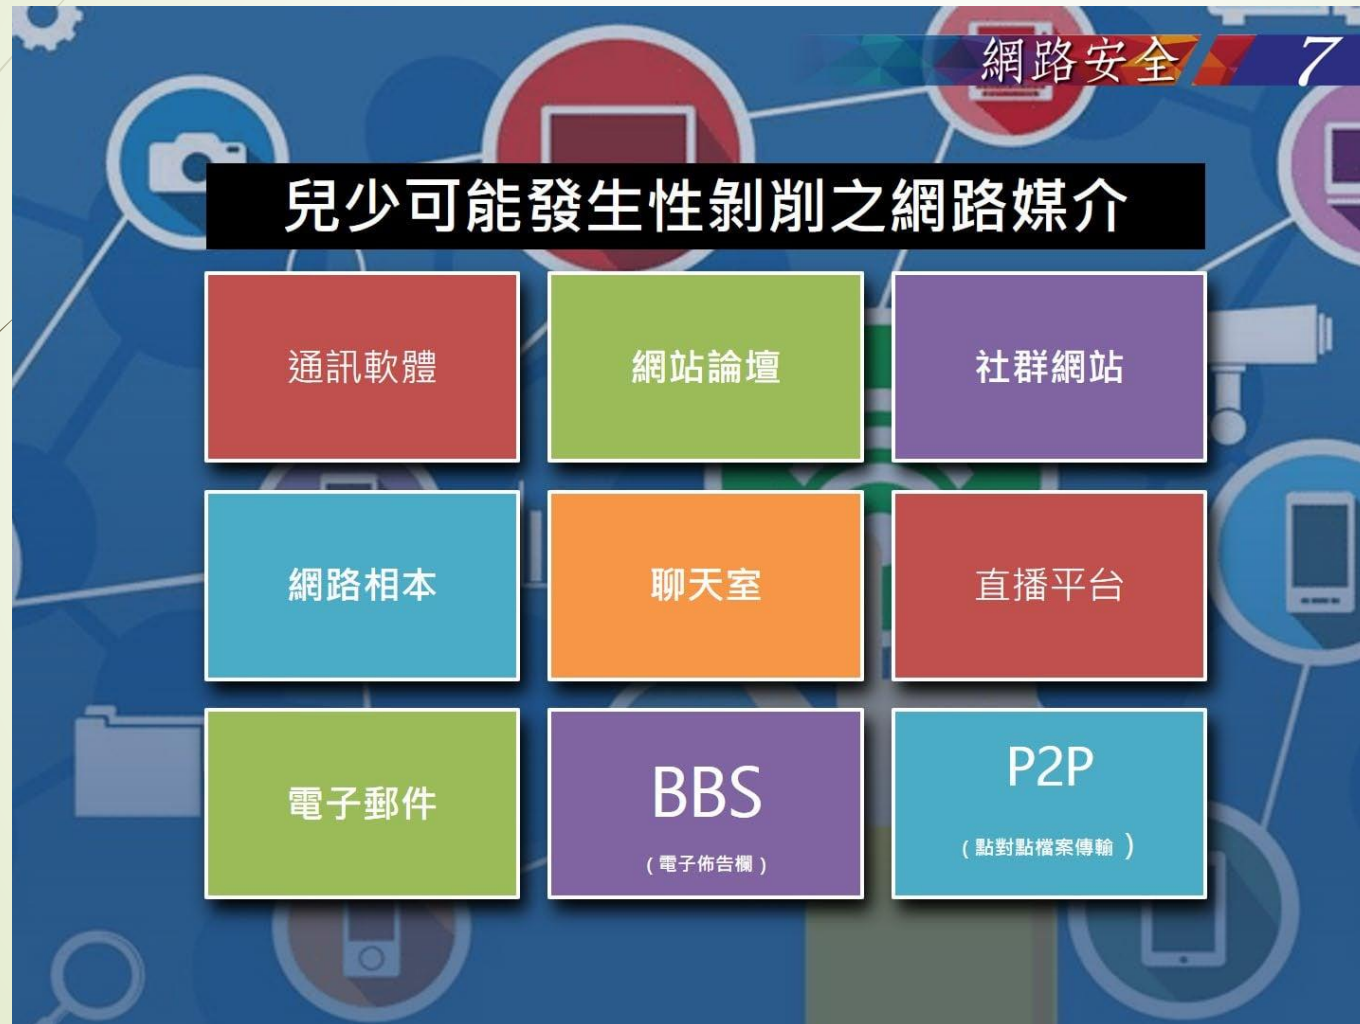 網路安全 7
兒少可能發生性剝削之網路媒介
通訊軟體
網站論壇
社群網站
網路相本
聊天室
直播平台
電子郵件
BBS
(電子佈告欄)
P2P
(點對點檔案傳輸)